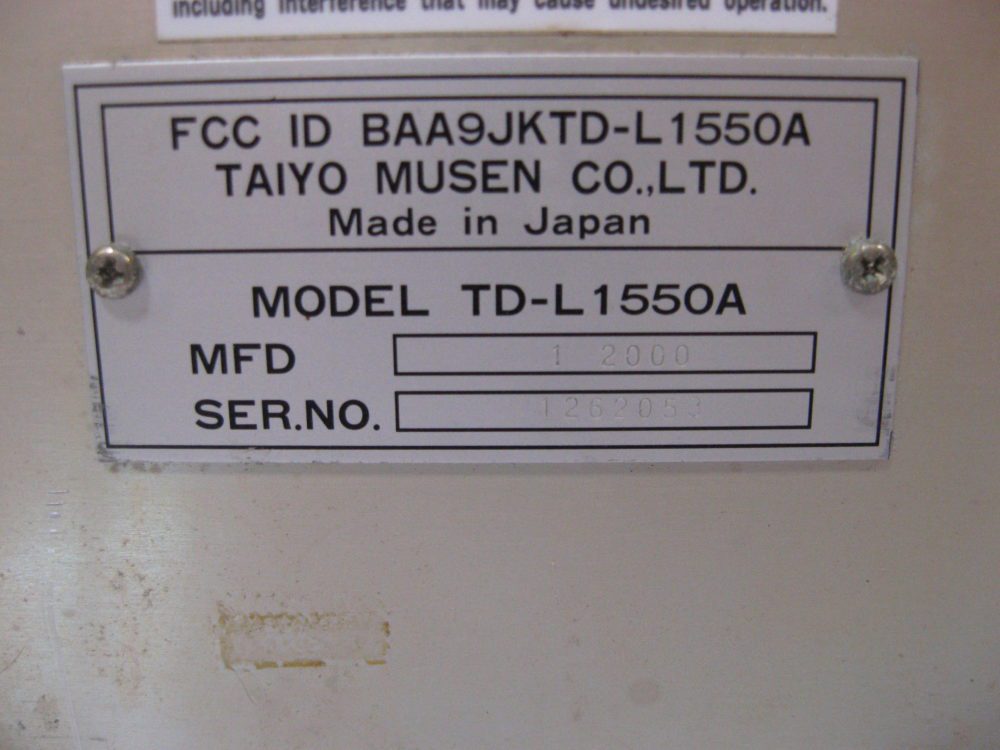 including interference that may cause undesired operation.
FCC ID BAA9JKTD-L1550A
TAIYO MUSEN CO.,LTD.
Made in Japan
MODEL TD-L1550A
MFD 1 2000
SER.NO. 1262053